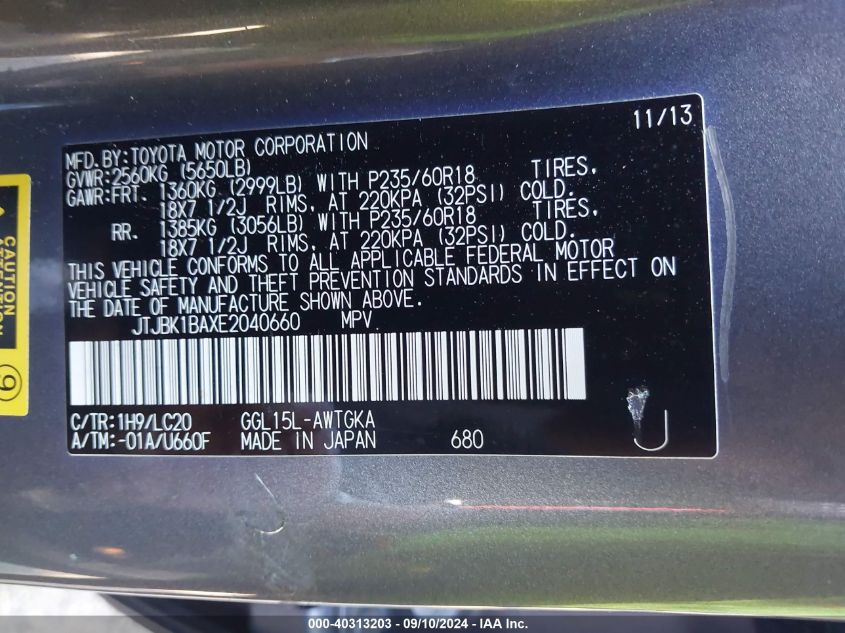 11/13
MFD.BY:TOYOTA MOTOR CORPORATION
GVWR:2560KG (5650LB)
GAWR:FRT. 1360KG (2999LB) WITH P235/60R18 TIRES,
18X7 1/2J RIMS, AT 220KPA (32PSI) COLD.
RR. 1385KG (3056LB) WITH P235/60R18 TIRES,
18X7 1/2J RIMS, AT 220KPA (32PSI) COLD.
THIS VEHICLE CONFORMS TO ALL APPLICABLE FEDERAL MOTOR
VEHICLE SAFETY AND THEFT PREVENTION STANDARDS IN EFFECT ON
THE DATE OF MANUFACTURE SHOWN ABOVE.
JTJBK1BAXE2040660 MPV
C/TR:1H9/LC20 GGL15L-AWTGKA
A/TM:-01A/U660F MADE IN JAPAN 680
J
CAUTION
9
000-40313203 - 09/10/2024 - IAA Inc.